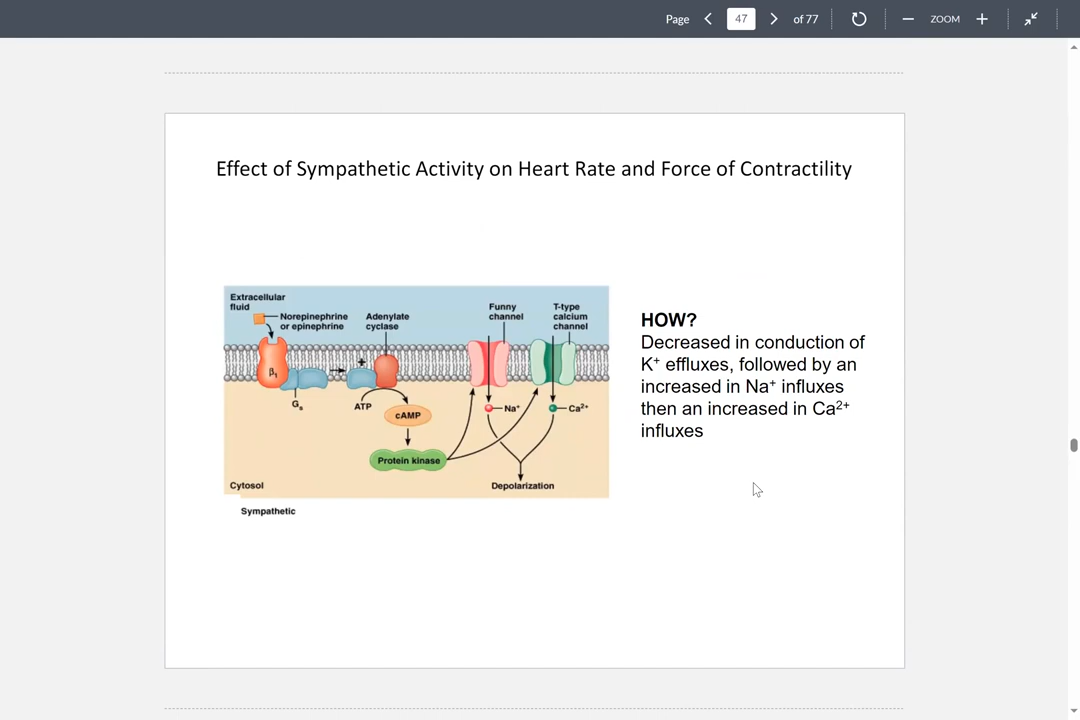 Page 47 of 77 ZOOM
Effect of Sympathetic Activity on Heart Rate and Force of Contractility
Extracellular
fluid
Norepinephrine
or epinephrine
Adenylate
cyclase
Funny
channel
T-type
calcium
channel
β₁
+
Gₛ
ATP
cAMP
Na⁺
Ca²⁺
Protein kinase
Cytosol
Depolarization
Sympathetic
HOW?
Decreased in conduction of
K⁺ effluxes, followed by an
increased in Na⁺ influxes
then an increased in Ca²⁺
influxes